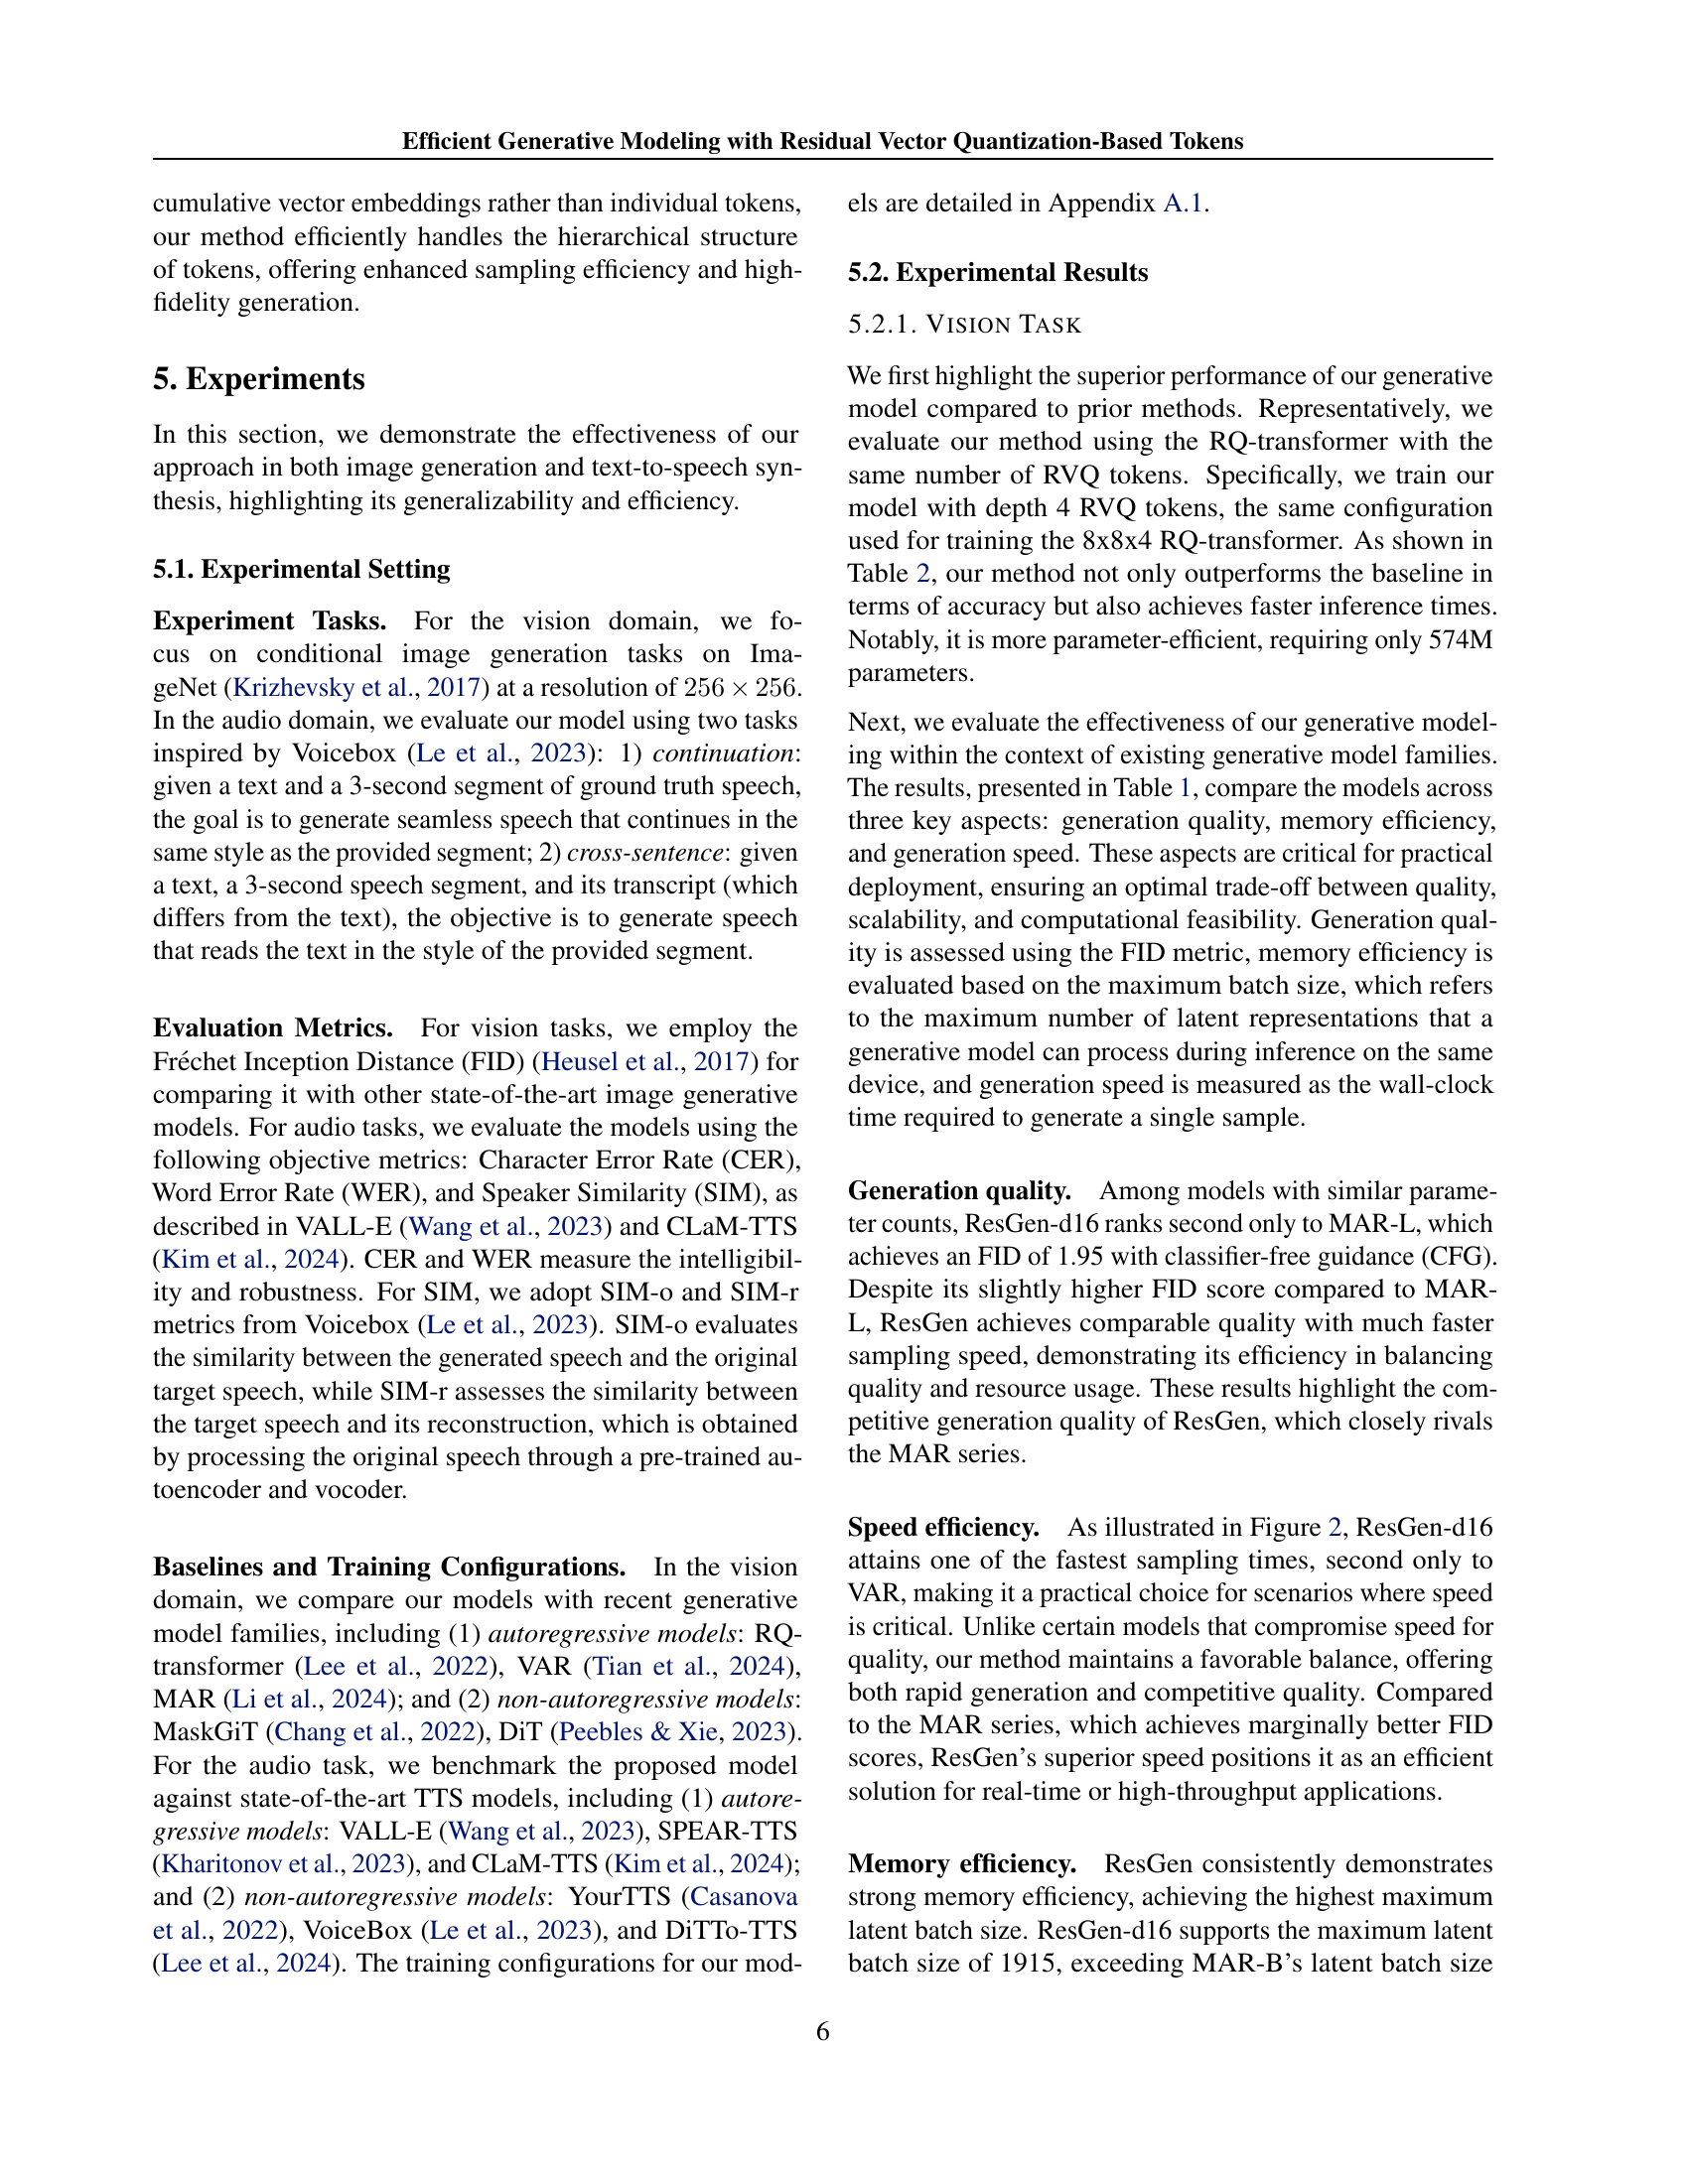 Efficient Generative Modeling with Residual Vector Quantization-Based Tokens
cumulative vector embeddings rather than individual tokens,
our method efficiently handles the hierarchical structure
of tokens, offering enhanced sampling efficiency and high-
fidelity generation.
5. Experiments
In this section, we demonstrate the effectiveness of our
approach in both image generation and text-to-speech syn-
thesis, highlighting its generalizability and efficiency.
5.1. Experimental Setting
Experiment Tasks. For the vision domain, we fo-
cus on conditional image generation tasks on Ima-
geNet (Krizhevsky et al., 2017) at a resolution of 256 × 256.
In the audio domain, we evaluate our model using two tasks
inspired by Voicebox (Le et al., 2023): 1) continuation:
given a text and a 3-second segment of ground truth speech,
the goal is to generate seamless speech that continues in the
same style as the provided segment; 2) cross-sentence: given
a text, a 3-second speech segment, and its transcript (which
differs from the text), the objective is to generate speech
that reads the text in the style of the provided segment.
Evaluation Metrics. For vision tasks, we employ the
Fréchet Inception Distance (FID) (Heusel et al., 2017) for
comparing it with other state-of-the-art image generative
models. For audio tasks, we evaluate the models using the
following objective metrics: Character Error Rate (CER),
Word Error Rate (WER), and Speaker Similarity (SIM), as
described in VALL-E (Wang et al., 2023) and CLaM-TTS
(Kim et al., 2024). CER and WER measure the intelligibil-
ity and robustness. For SIM, we adopt SIM-o and SIM-r
metrics from Voicebox (Le et al., 2023). SIM-o evaluates
the similarity between the generated speech and the original
target speech, while SIM-r assesses the similarity between
the target speech and its reconstruction, which is obtained
by processing the original speech through a pre-trained au-
toencoder and vocoder.
Baselines and Training Configurations. In the vision
domain, we compare our models with recent generative
model families, including (1) autoregressive models: RQ-
transformer (Lee et al., 2022), VAR (Tian et al., 2024),
MAR (Li et al., 2024); and (2) non-autoregressive models:
MaskGiT (Chang et al., 2022), DiT (Peebles & Xie, 2023).
For the audio task, we benchmark the proposed model
against state-of-the-art TTS models, including (1) autore-
gressive models: VALL-E (Wang et al., 2023), SPEAR-TTS
(Kharitonov et al., 2023), and CLaM-TTS (Kim et al., 2024);
and (2) non-autoregressive models: YourTTS (Casanova
et al., 2022), VoiceBox (Le et al., 2023), and DiTTo-TTS
(Lee et al., 2024). The training configurations for our mod-
els are detailed in Appendix A.1.
5.2. Experimental Results
5.2.1. VISION TASK
We first highlight the superior performance of our generative
model compared to prior methods. Representatively, we
evaluate our method using the RQ-transformer with the
same number of RVQ tokens. Specifically, we train our
model with depth 4 RVQ tokens, the same configuration
used for training the 8x8x4 RQ-transformer. As shown in
Table 2, our method not only outperforms the baseline in
terms of accuracy but also achieves faster inference times.
Notably, it is more parameter-efficient, requiring only 574M
parameters.
Next, we evaluate the effectiveness of our generative model-
ing within the context of existing generative model families.
The results, presented in Table 1, compare the models across
three key aspects: generation quality, memory efficiency,
and generation speed. These aspects are critical for practical
deployment, ensuring an optimal trade-off between quality,
scalability, and computational feasibility. Generation qual-
ity is assessed using the FID metric, memory efficiency is
evaluated based on the maximum batch size, which refers
to the maximum number of latent representations that a
generative model can process during inference on the same
device, and generation speed is measured as the wall-clock
time required to generate a single sample.
Generation quality. Among models with similar parame-
ter counts, ResGen-d16 ranks second only to MAR-L, which
achieves an FID of 1.95 with classifier-free guidance (CFG).
Despite its slightly higher FID score compared to MAR-
L, ResGen achieves comparable quality with much faster
sampling speed, demonstrating its efficiency in balancing
quality and resource usage. These results highlight the com-
petitive generation quality of ResGen, which closely rivals
the MAR series.
Speed efficiency. As illustrated in Figure 2, ResGen-d16
attains one of the fastest sampling times, second only to
VAR, making it a practical choice for scenarios where speed
is critical. Unlike certain models that compromise speed for
quality, our method maintains a favorable balance, offering
both rapid generation and competitive quality. Compared
to the MAR series, which achieves marginally better FID
scores, ResGen's superior speed positions it as an efficient
solution for real-time or high-throughput applications.
Memory efficiency. ResGen consistently demonstrates
strong memory efficiency, achieving the highest maximum
latent batch size. ResGen-d16 supports the maximum latent
batch size of 1915, exceeding MAR-B's latent batch size
6